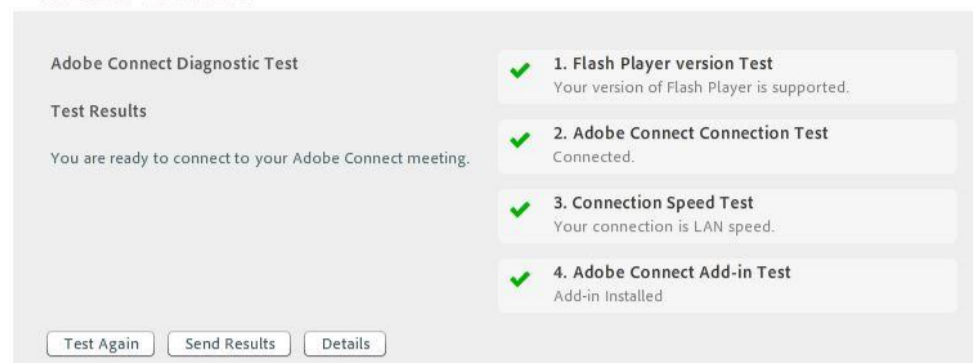 Adobe Connect Diagnostic Test
Test Results
You are ready to connect to your Adobe Connect meeting.
1. Flash Player version Test
Your version of Flash Player is supported.
2. Adobe Connect Connection Test
Connected.
3. Connection Speed Test
Your connection is LAN speed.
4. Adobe Connect Add-in Test
Add-in Installed
Test Again
Send Results
Details